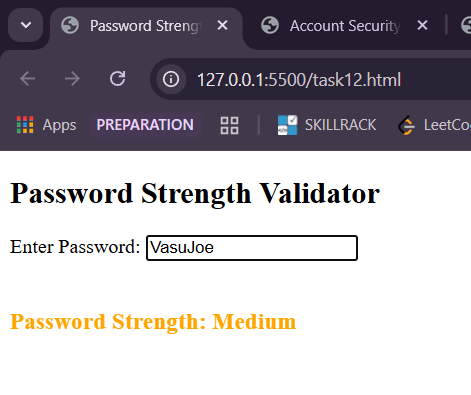 Password Streng
Account Security
127.0.0.1:5500/task12.html
Apps PREPARATION SKILLRACK LeetCo
Password Strength Validator
Enter Password: VasuJoe
Password Strength: Medium